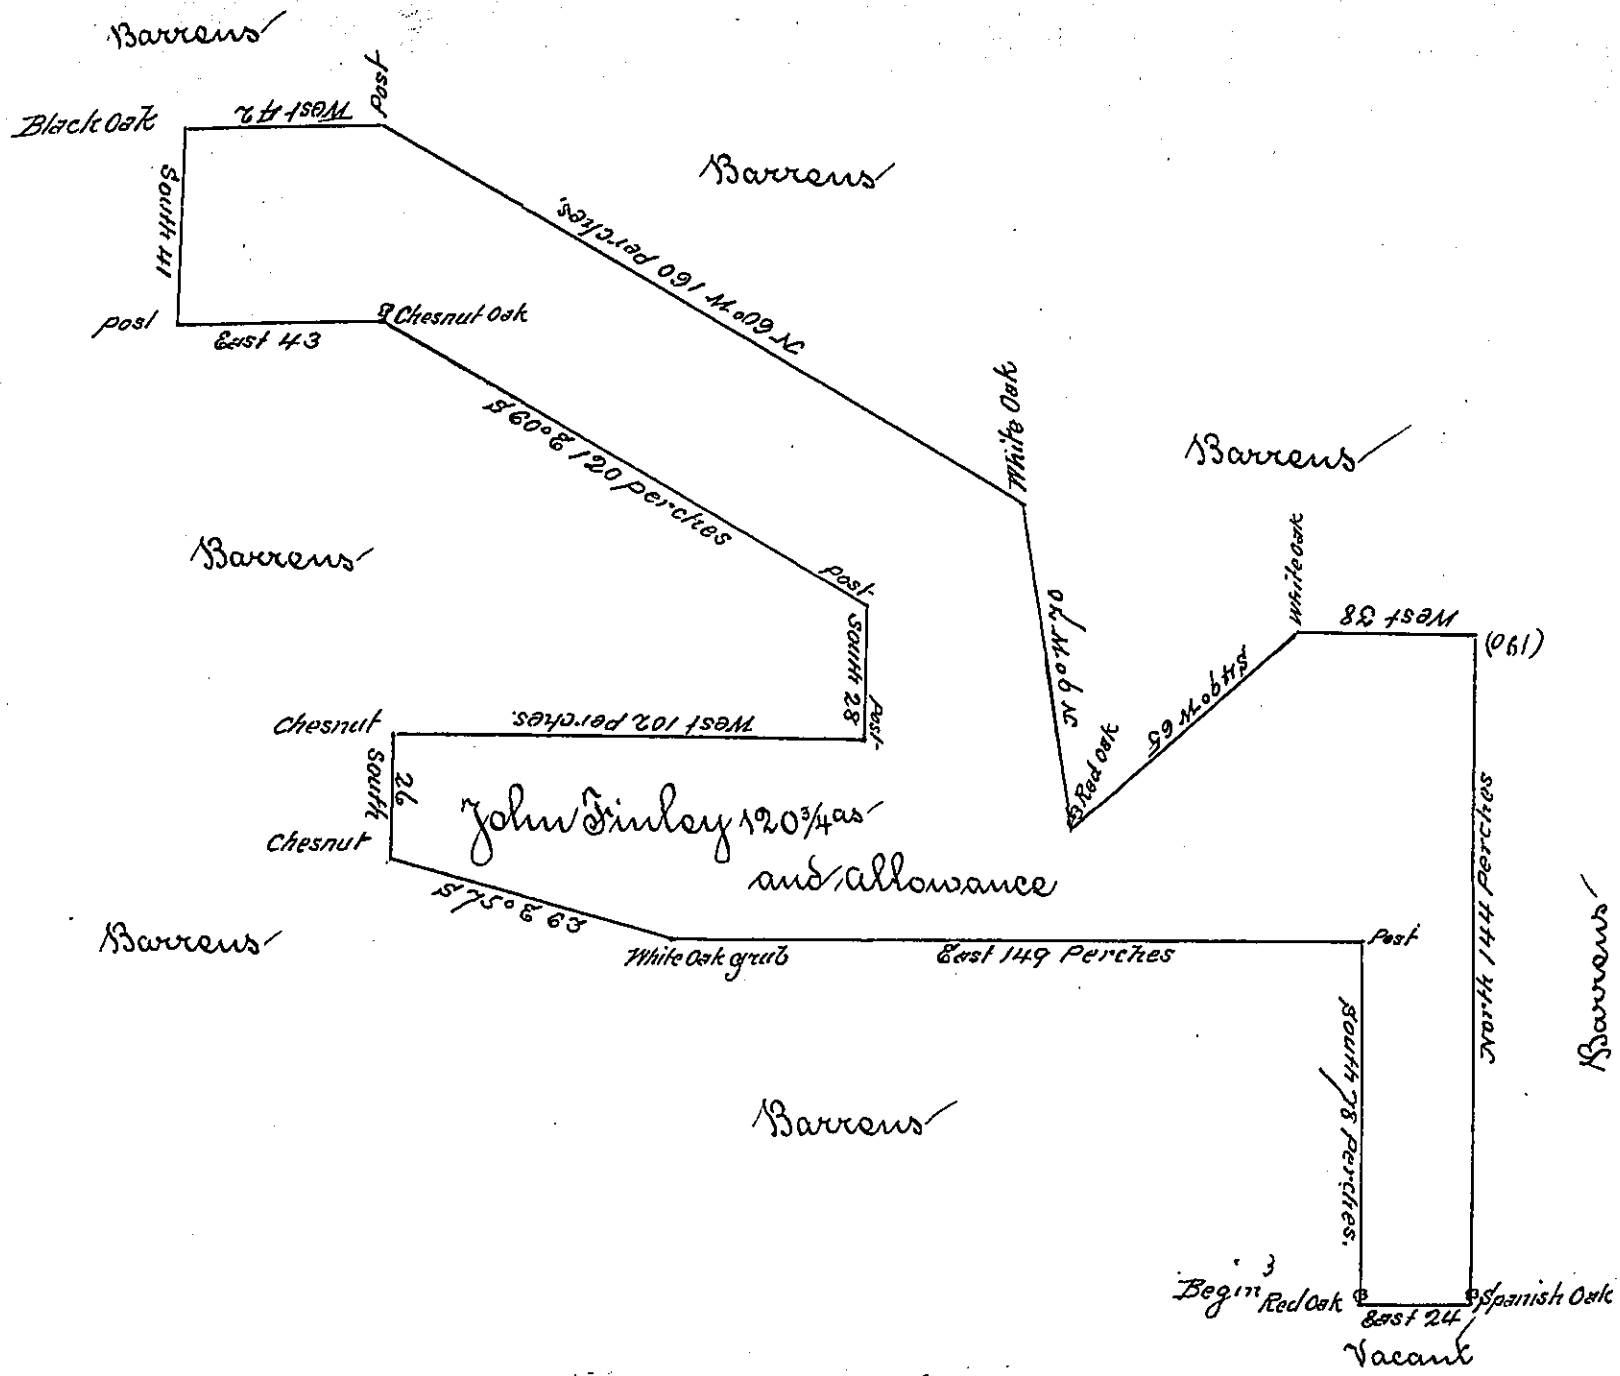 Barrens
Post
Black Oak
West 42
Barrens
South 41
N 60° W 160 perches.
post
East 43
Chesnut Oak
White Oak
S 60° E 120 perches
Barrens
White Oak
Barrens
post
N 9° W 70
West 38
(190)
South 28
S 49° W 65
Chesnut
West 102 perches.
post
Red Oak
South 26
John Finley 120 3/4 as
and Allowance
North 144 Perches
Chesnut
S 75° E 63
Barrens
White Oak grub
East 149 Perches
Post
Barrens
South 78 Perches.
Barrens
Begin 3
Red Oak
Spanish Oak
East 24
Vacant